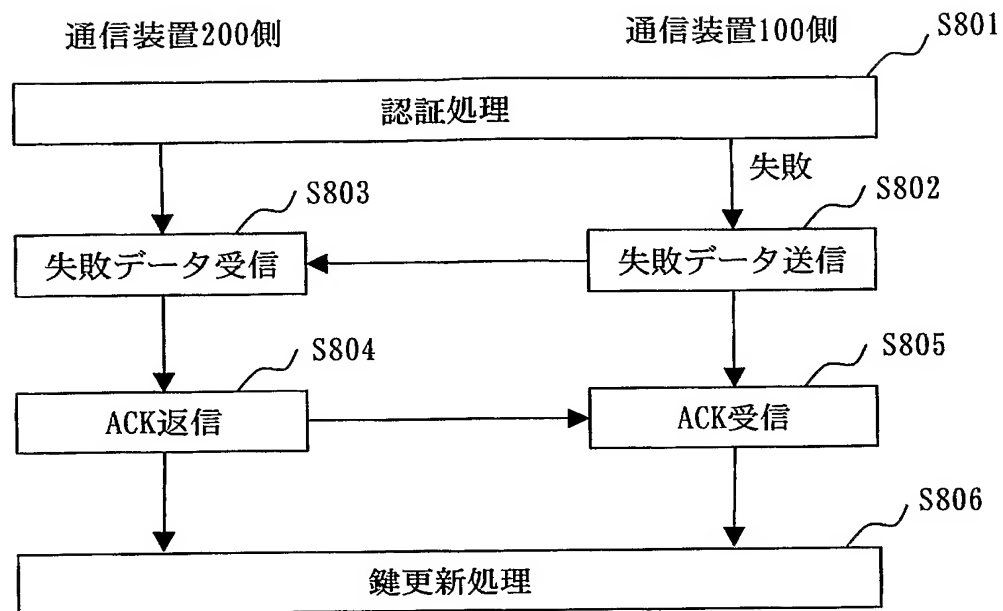 通信装置200側
通信装置100側
S801
認証処理
失敗
S803
S802
失敗データ受信
失敗データ送信
S804
S805
ACK返信
ACK受信
S806
鍵更新処理